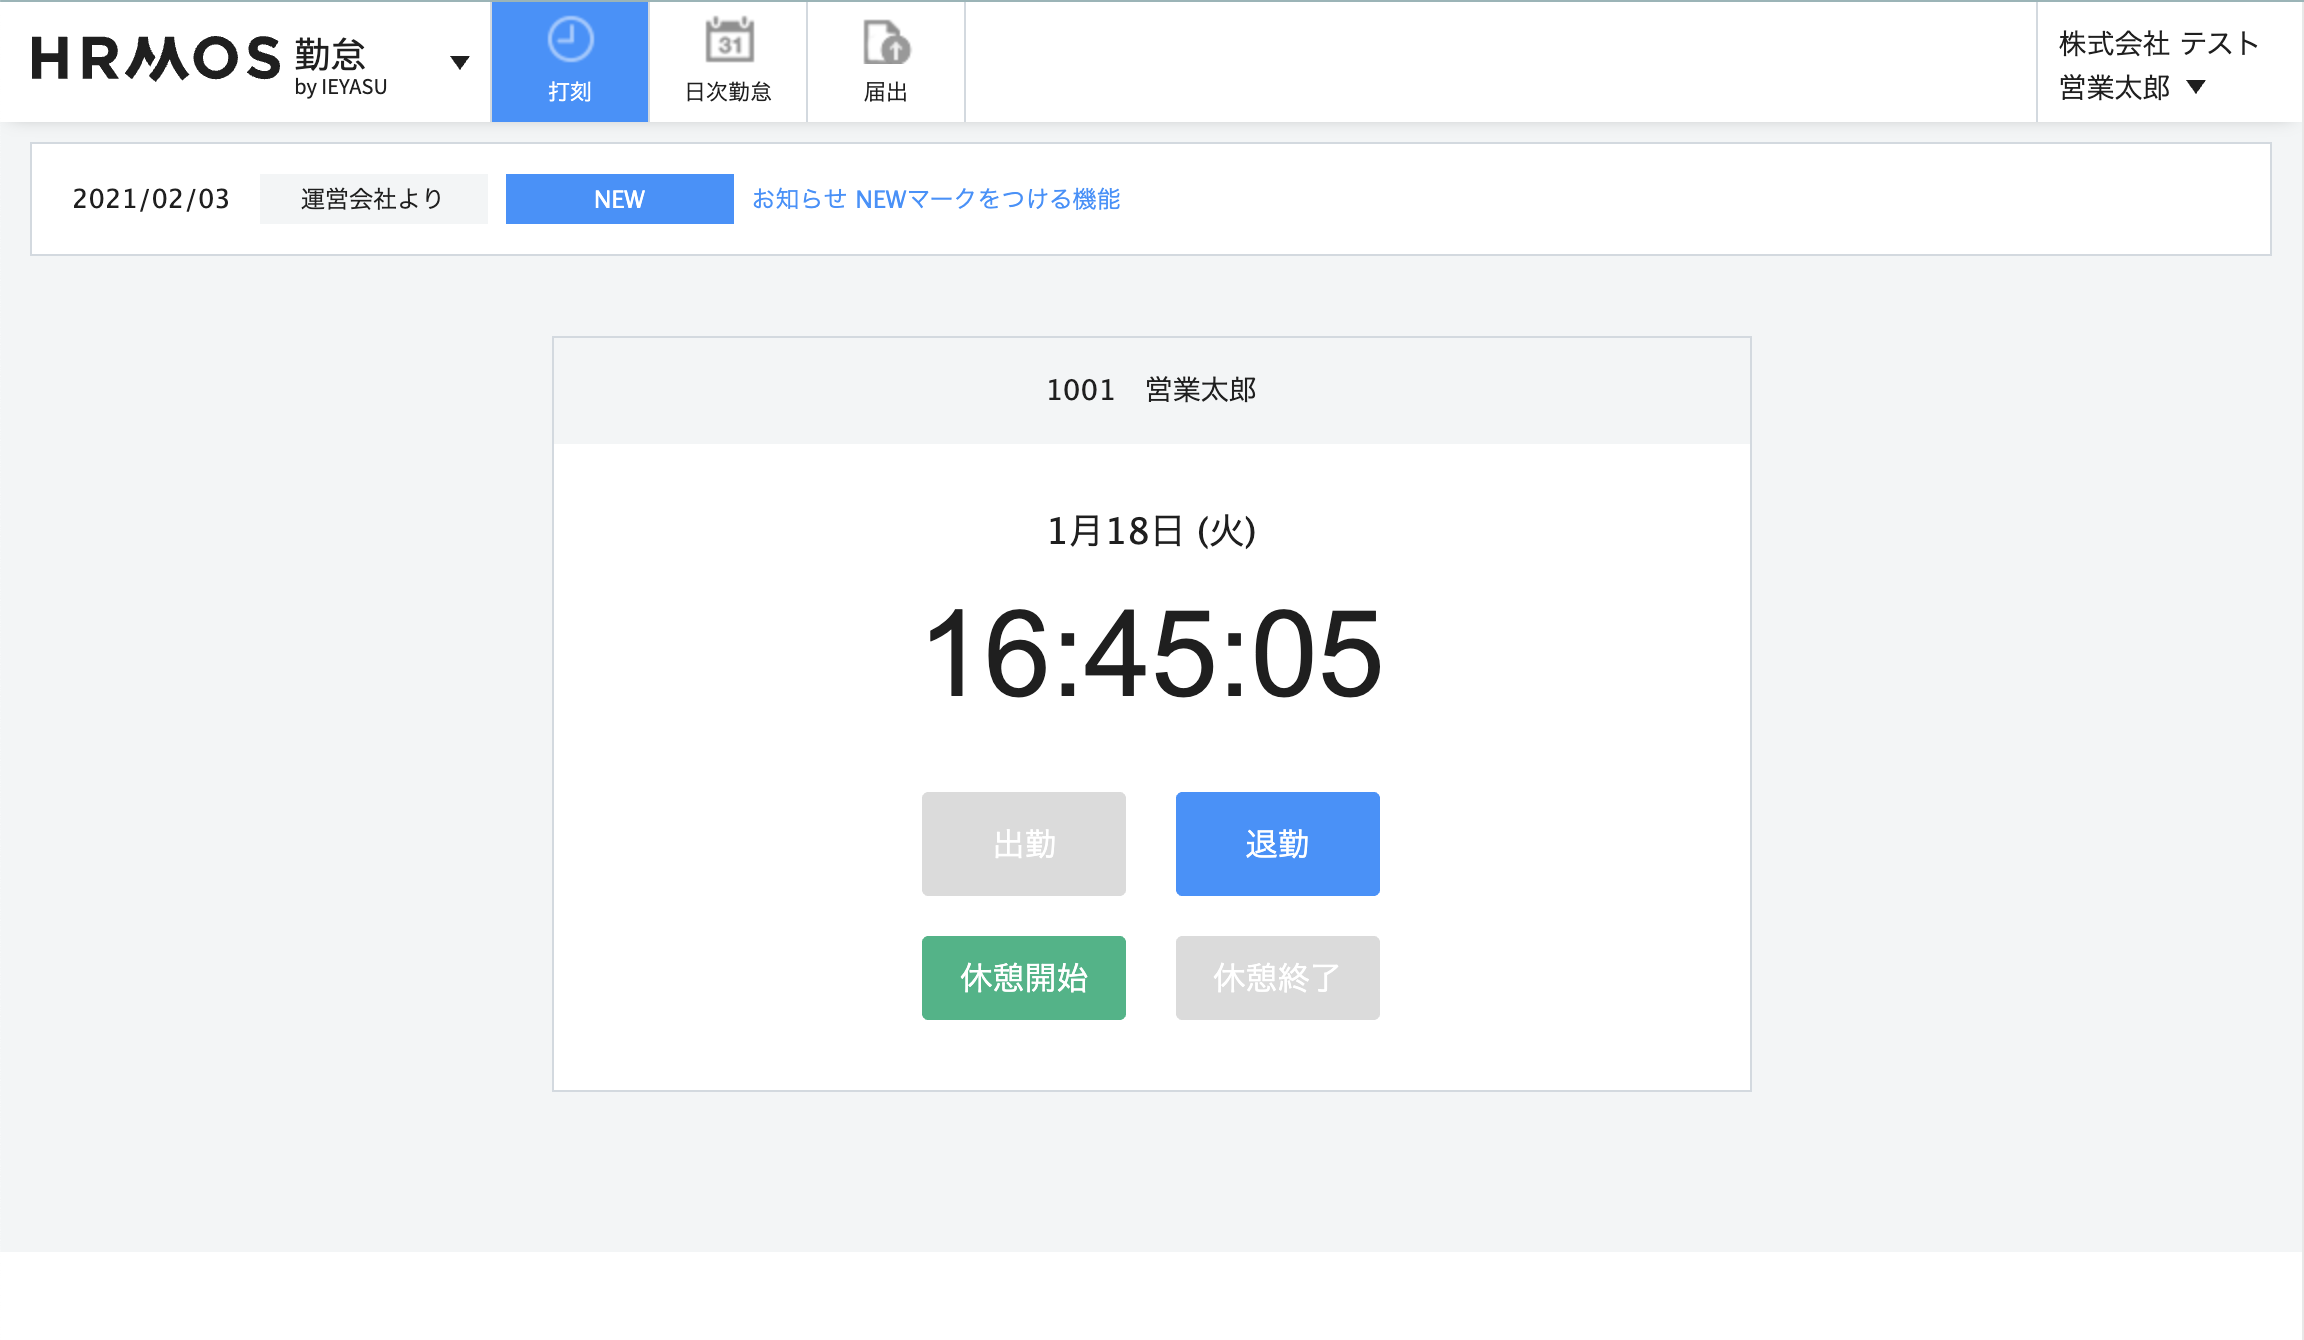 HRMOS 勤怠
by IEYASU
打刻
31
日次勤怠
届出
株式会社 テスト
営業太郎 ▼
2021/02/03 運営会社より NEW お知らせ NEWマークをつける機能
1001 営業太郎
1月18日 (火)
16:45:05
出勤 退勤
休憩開始 休憩終了